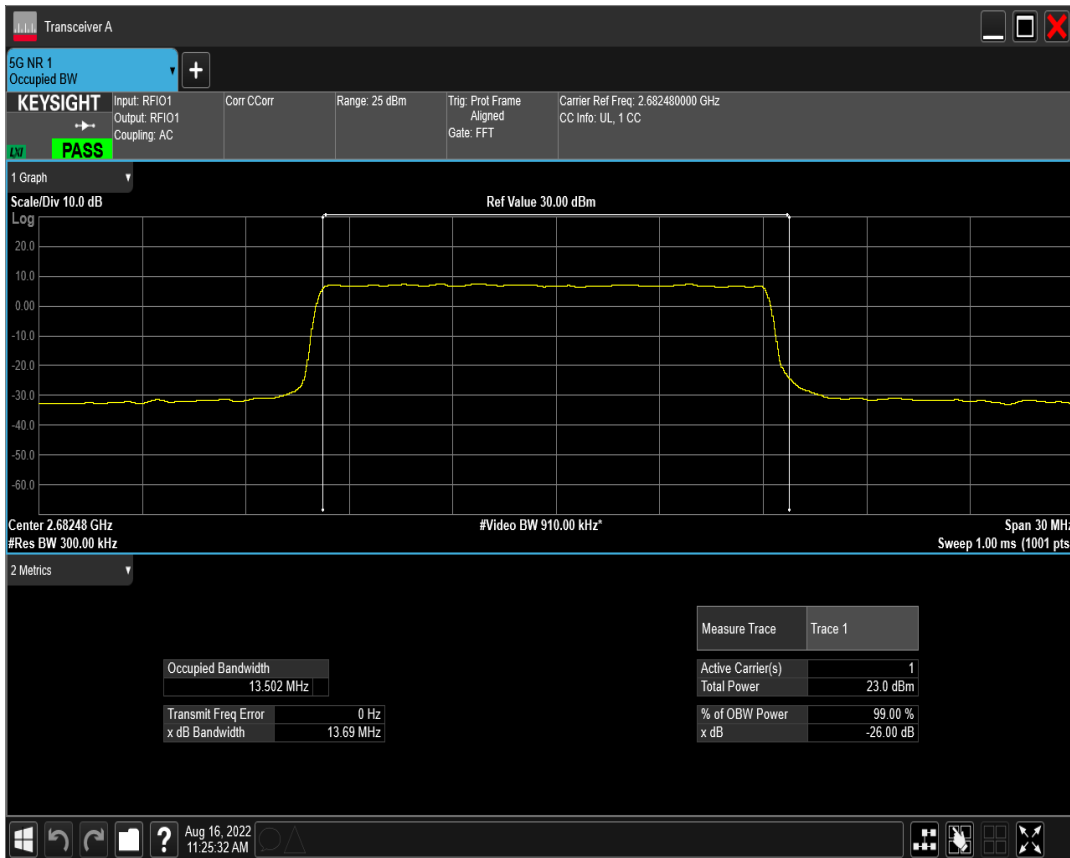 Transceiver A
5G NR 1
Occupied BW
+
KEYSIGHT
LXI
PASS
Input: RFIO1
Output: RFIO1
Coupling: AC
Corr CCorr
Range: 25 dBm
Trig: Prot Frame
Aligned
Gate: FFT
Carrier Ref Freq: 2.682480000 GHz
CC Info: UL, 1 CC
1 Graph
Scale/Div 10.0 dB
Ref Value 30.00 dBm
Log
20.0
10.0
0.00
-10.0
-20.0
-30.0
-40.0
-50.0
-60.0
Center 2.68248 GHz
#Video BW 910.00 kHz*
Span 30 MHz
#Res BW 300.00 kHz
Sweep 1.00 ms (1001 pts
2 Metrics
Measure Trace Trace 1
Occupied Bandwidth
13.502 MHz
Active Carrier(s) 1
Total Power 23.0 dBm
Transmit Freq Error 0 Hz
x dB Bandwidth 13.69 MHz
% of OBW Power 99.00 %
x dB -26.00 dB
?
Aug 16, 2022
11:25:32 AM